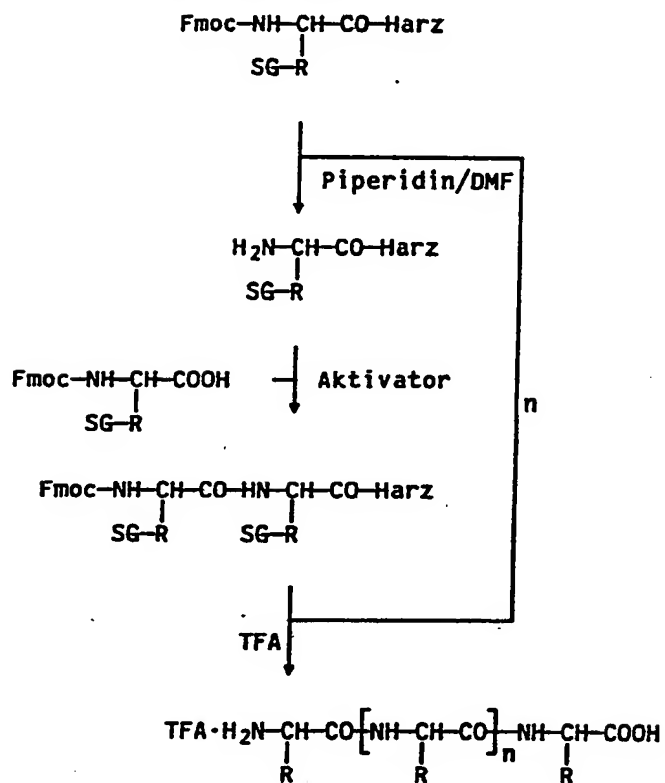 Fmoc-NH-CH-CO-Harz
SG-R
Piperidin/DMF
H₂N-CH-CO-Harz
SG-R
Fmoc-NH-CH-COOH
Aktivator
SG-R
n
Fmoc-NH-CH-CO-HN-CH-CO-Harz
SG-R SG-R
TFA
TFA·H₂N-CH-CO-[NH-CH-CO]n-NH-CH-COOH
R R R